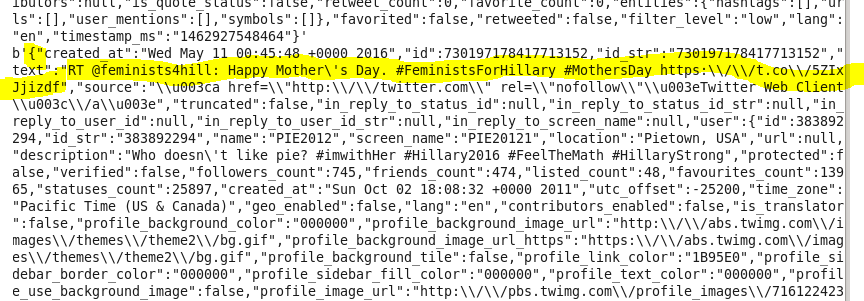 ibutors":null,"is_quote_status":false,"retweet_count":0,"favorite_count":0,"entities":{"hashtags":[],"ur
ls":[],"user_mentions":[],"symbols":[]},"favorited":false,"retweeted":false,"filter_level":"low","lang":
"en","timestamp_ms":"1462927548464"}'
b'{"created_at":"Wed May 11 00:45:48 +0000 2016","id":730197178417713152,"id_str":"730197178417713152","
text":"RT @feminists4hill: Happy Mother\'s Day. #FeministsForHillary #MothersDay https:\\/\\/t.co\\/5ZIx
Jjizdf","source":"\\u003ca href=\\"http:\\/\\/twitter.com\\" rel=\\"nofollow\\"\\u003eTwitter Web Client
\\u003c\\/a\\u003e","truncated":false,"in_reply_to_status_id":null,"in_reply_to_status_id_str":null,"in_
reply_to_user_id":null,"in_reply_to_user_id_str":null,"in_reply_to_screen_name":null,"user":{"id":383892
294,"id_str":"383892294","name":"PIE2012","screen_name":"PIE20121","location":"Pietown, USA","url":null,
"description":"Who doesn\'t like pie? #imwithHer #Hillary2016 #FeelTheMath #HillaryStrong","protected":f
alse,"verified":false,"followers_count":745,"friends_count":474,"listed_count":48,"favourites_count":139
65,"statuses_count":25897,"created_at":"Sun Oct 02 18:08:32 +0000 2011","utc_offset":-25200,"time_zone":
"Pacific Time (US & Canada)","geo_enabled":false,"lang":"en","contributors_enabled":false,"is_translator
":false,"profile_background_color":"000000","profile_background_image_url":"http:\\/\\/abs.twimg.com\\/i
mages\\/themes\\/theme2\\/bg.gif","profile_background_image_url_https":"https:\\/\\/abs.twimg.com\\/imag
es\\/themes\\/theme2\\/bg.gif","profile_background_tile":false,"profile_link_color":"1B95E0","profile_si
debar_border_color":"000000","profile_sidebar_fill_color":"000000","profile_text_color":"000000","profil
e_use_background_image":false,"profile_image_url":"http:\\/\\/pbs.twimg.com\\/profile_images\\/716122423